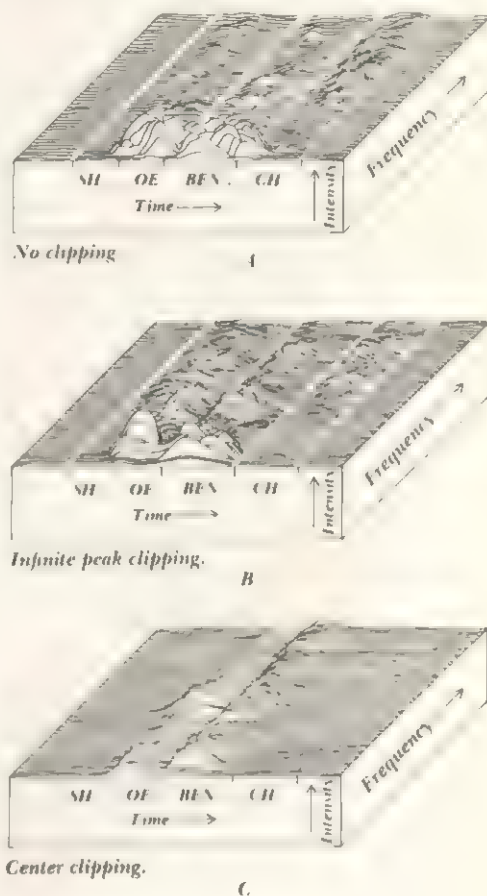 SH OE BEN CH
Time
Intensity
Frequency
No clipping
A
SH OE BEN CH
Time
Intensity
Frequency
Infinite peak clipping.
B
SH OE BEN CH
Time
Intensity
Frequency
Center clipping.
C